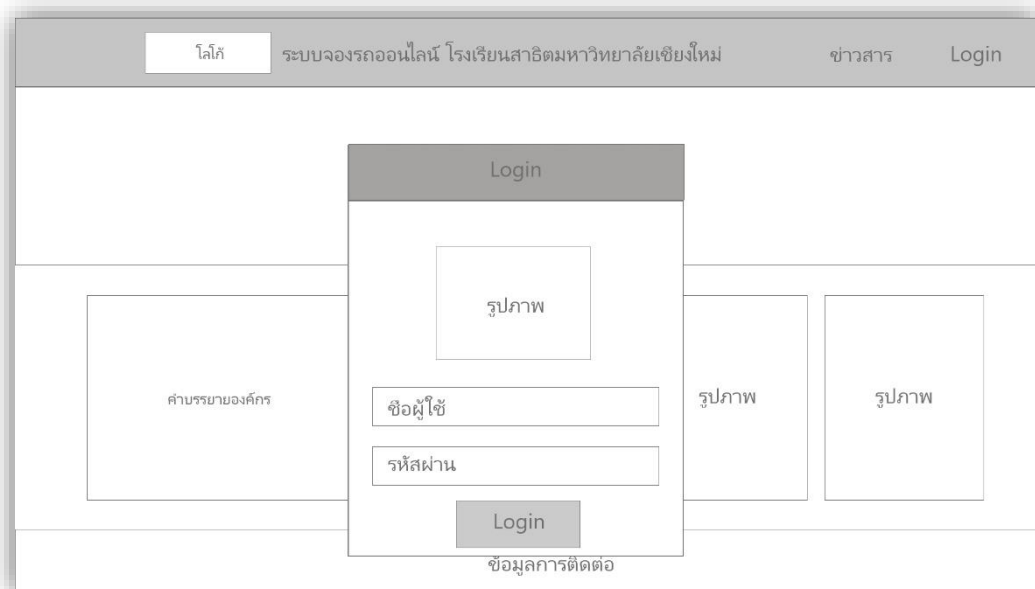 โลโก้ ระบบจองรถออนไลน์ โรงเรียนสาธิตมหาวิทยาลัยเชียงใหม่ ข่าวสาร Login
Login
รูปภาพ
คำบรรยายองค์กร
ชื่อผู้ใช้
รหัสผ่าน
Login
รูปภาพ
รูปภาพ
ข้อมูลการติดต่อ